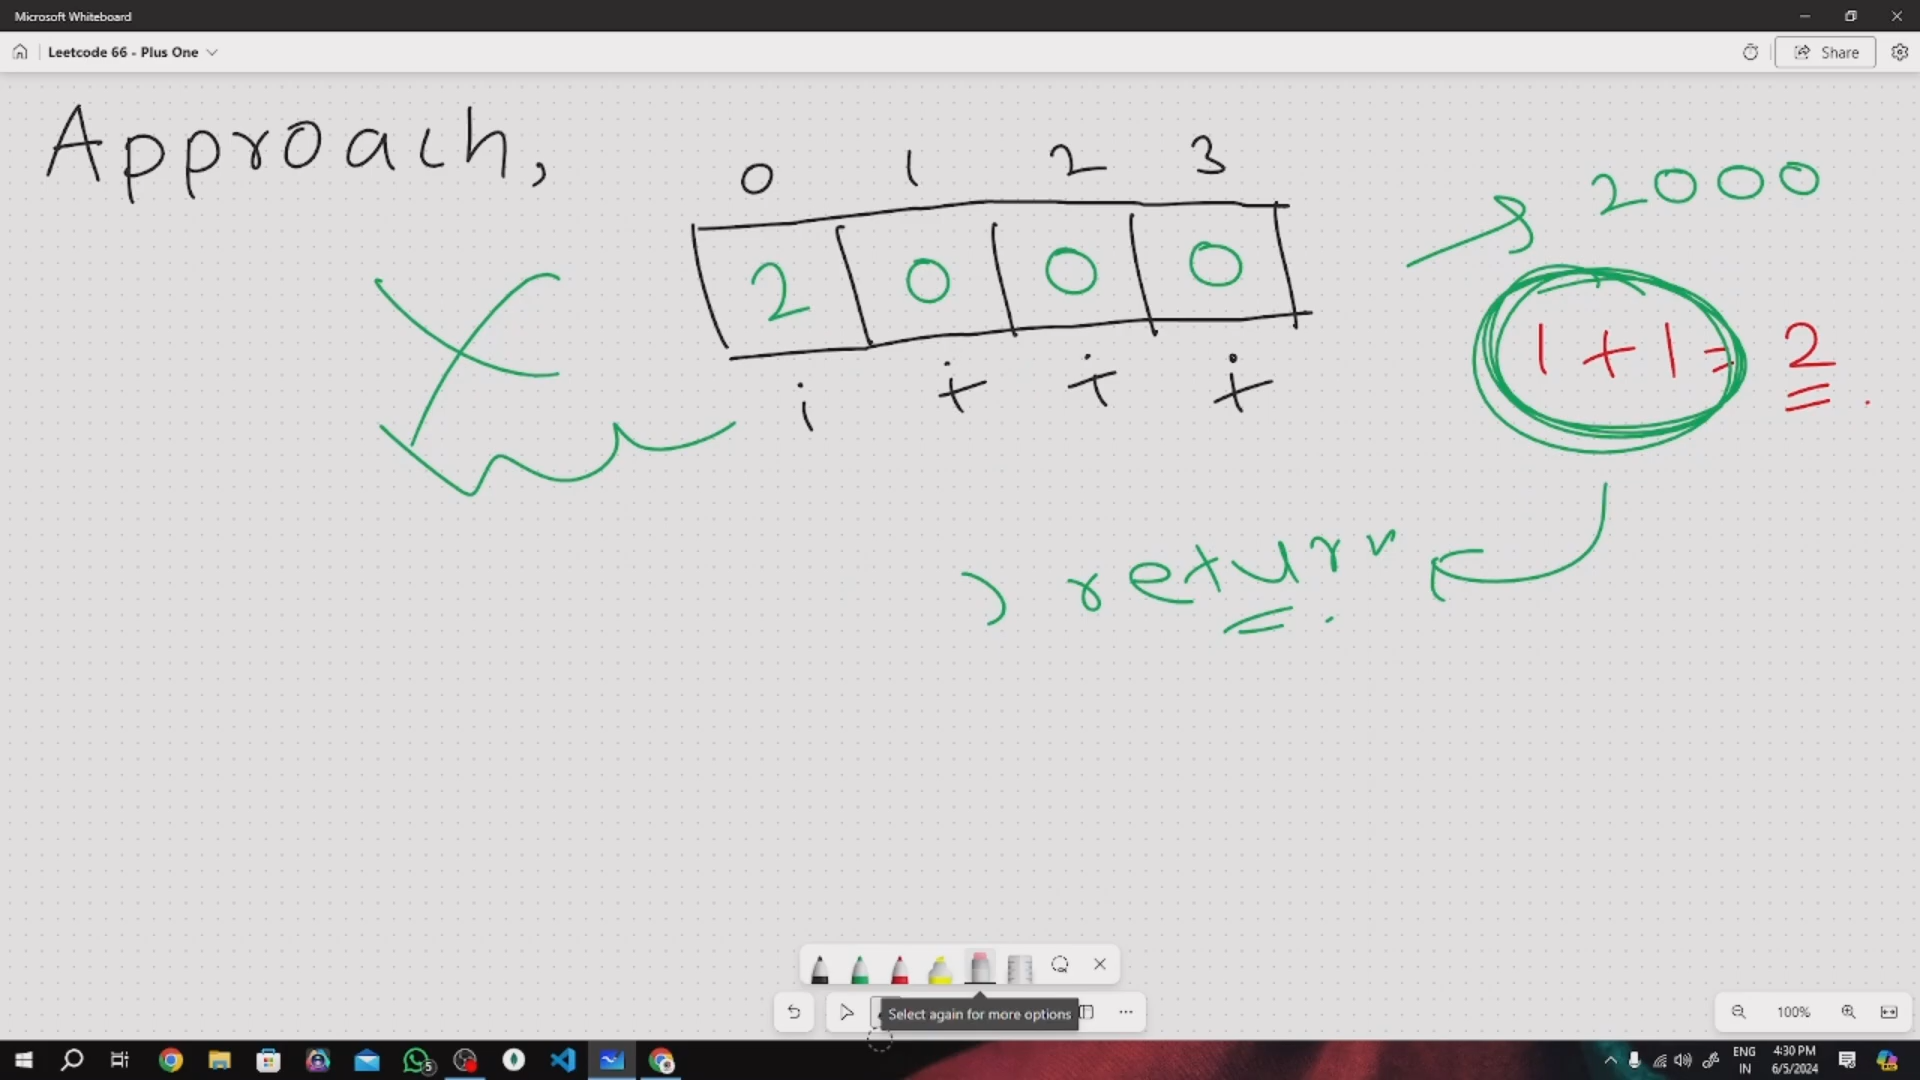 Microsoft Whiteboard
Leetcode 66 - Plus One
Share
Approach,
0 1 2 3
2 0 0 0
i i i i
2000
1 + 1 = 2
return
Select again for more options
100%
5
ENG
IN
4:30 PM
6/5/2024